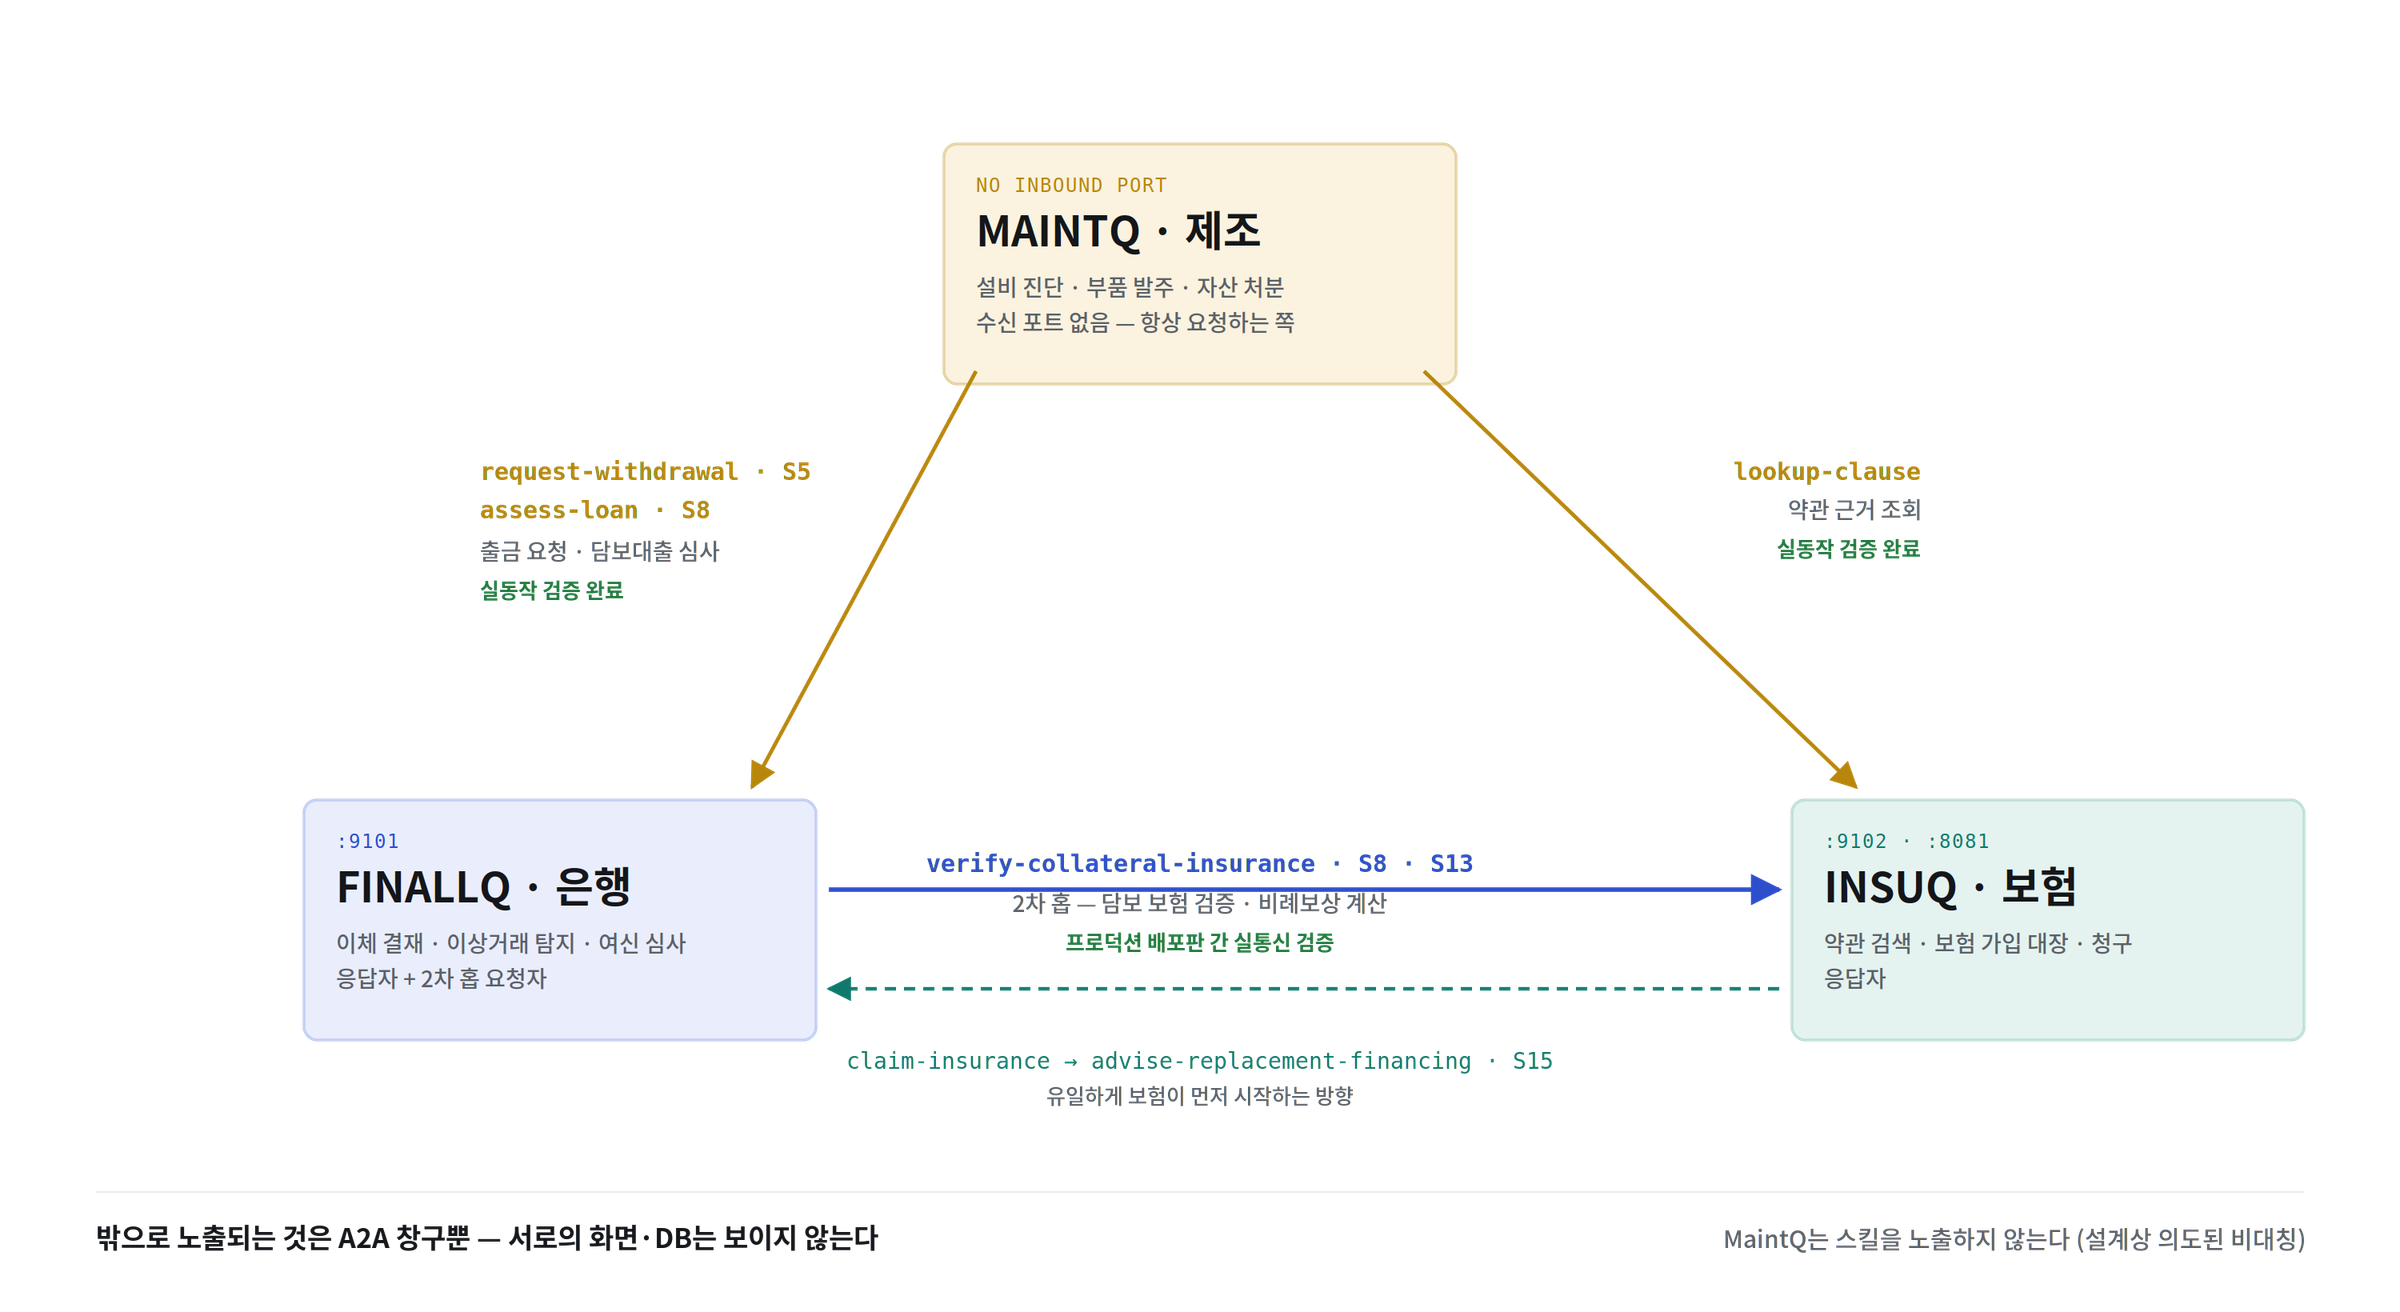 NO INBOUND PORT
MAINTQ · 제조
설비 진단 · 부품 발주 · 자산 처분
수신 포트 없음 — 항상 요청하는 쪽
request-withdrawal · S5
assess-loan · S8
출금 요청 · 담보대출 심사
실동작 검증 완료
lookup-clause
약관 근거 조회
실동작 검증 완료
:9101
FINALLQ · 은행
이체 결재 · 이상거래 탐지 · 여신 심사
응답자 + 2차 홉 요청자
verify-collateral-insurance · S8 · S13
2차 홉 — 담보 보험 검증 · 비례보상 계산
프로덕션 배포판 간 실통신 검증
:9102 · :8081
INSUQ · 보험
약관 검색 · 보험 가입 대장 · 청구
응답자
claim-insurance → advise-replacement-financing · S15
유일하게 보험이 먼저 시작하는 방향
밖으로 노출되는 것은 A2A 창구뿐 — 서로의 화면·DB는 보이지 않는다
MaintQ는 스킬을 노출하지 않는다 (설계상 의도된 비대칭)